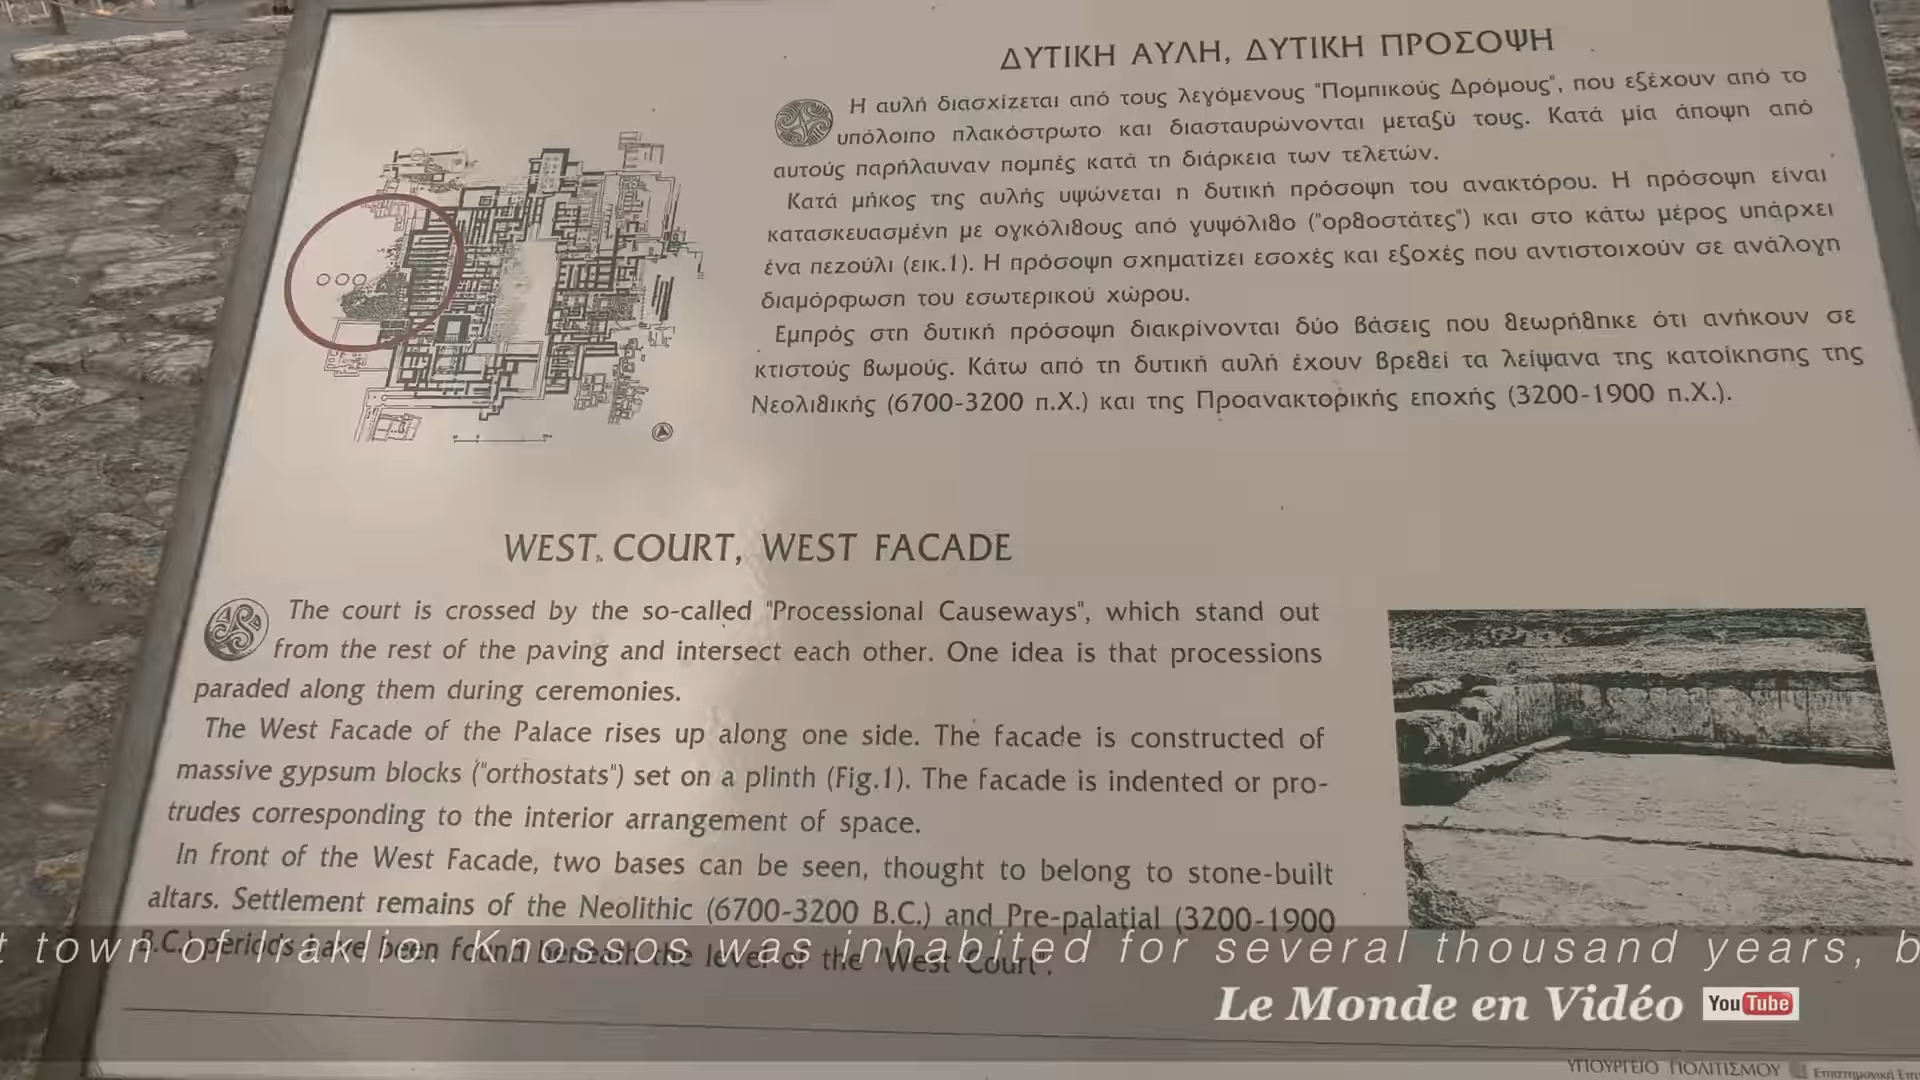 ΔΥΤΙΚΗ ΑΥΛΗ, ΔΥΤΙΚΗ ΠΡΟΣΟΨΗ
Η αυλή διασχίζεται από τους λεγόμενους "Πομπικούς Δρόμους", που εξέχουν από το
υπόλοιπο πλακόστρωτο και διασταυρώνονται μεταξύ τους. Κατά μία άποψη από
αυτούς παρήλαυναν πομπές κατά τη διάρκεια των τελετών.
Κατά μήκος της αυλής υψώνεται η δυτική πρόσοψη του ανακτόρου. Η πρόσοψη είναι
κατασκευασμένη με ογκόλιθους από γυψόλιθο ("ορθοστάτες") και στο κάτω μέρος υπάρχει
ένα πεζούλι (εικ.1). Η πρόσοψη σχηματίζει εσοχές και εξοχές που αντιστοιχούν σε ανάλογη
διαμόρφωση του εσωτερικού χώρου.
Εμπρός στη δυτική πρόσοψη διακρίνονται δύο βάσεις που θεωρήθηκε ότι ανήκουν σε
κτιστούς βωμούς. Κάτω από τη δυτική αυλή έχουν βρεθεί τα λείψανα της κατοίκησης της
Νεολιθικής (6700-3200 π.Χ.) και της Προανακτορικής εποχής (3200-1900 π.Χ.).
WEST COURT, WEST FACADE
The court is crossed by the so-called "Processional Causeways", which stand out
from the rest of the paving and intersect each other. One idea is that processions
paraded along them during ceremonies.
The West Facade of the Palace rises up along one side. The facade is constructed of
massive gypsum blocks ("orthostats") set on a plinth (Fig.1). The facade is indented or pro-
trudes corresponding to the interior arrangement of space.
In front of the West Facade, two bases can be seen, thought to belong to stone-built
altars. Settlement remains of the Neolithic (6700-3200 B.C.) and Pre-palatial (3200-1900
B.C.) periods have been found beneath the level of the "West Court".
t town of Iraklio. Knossos was inhabited for several thousand years, b
Le Monde en Vidéo YouTube
ΥΠΟΥΡΓΕΙΟ ΠΟΛΙΤΙΣΜΟΥ